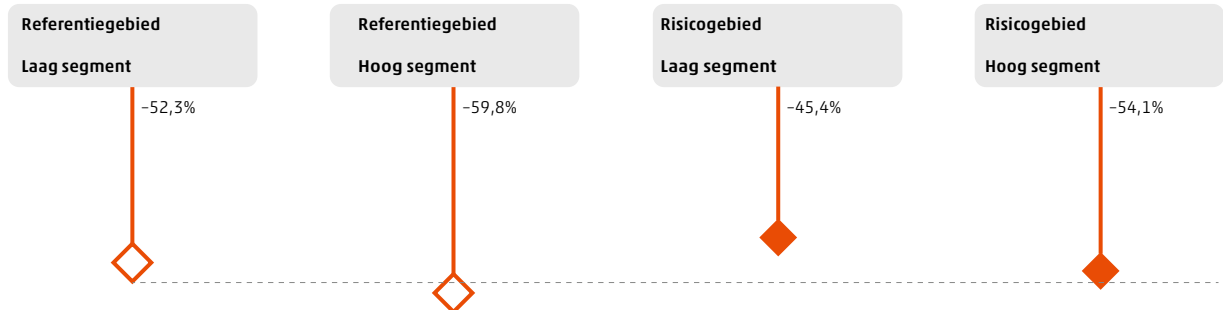 Referentiegebied
Laag segment
–52,3%
Referentiegebied
Hoog segment
–59,8%
Risicogebied
Laag segment
–45,4%
Risicogebied
Hoog segment
–54,1%